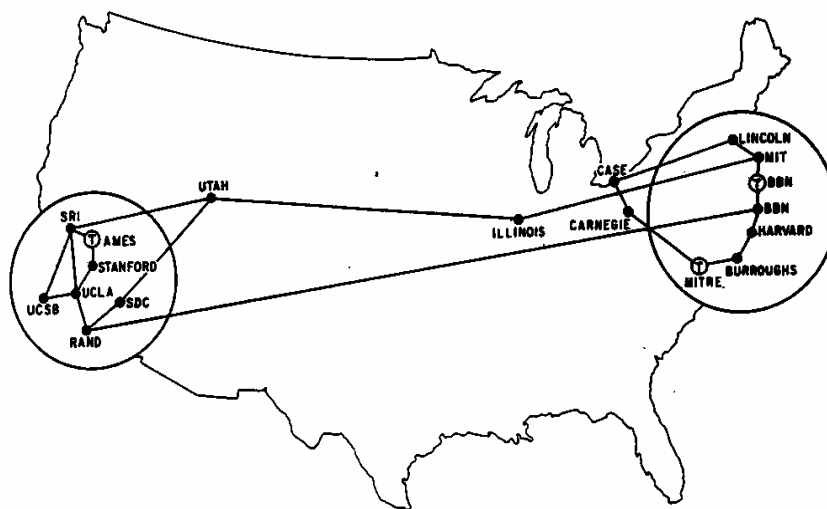 LINCOLN
MIT
CASE
T BBN
UTAH
BBN
SRI
ILLINOIS
CARNEGIE
HARVARD
T AMES
STANFORD
BURROUGHS
T
MITRE
UCLA
SDC
UCSB
RAND